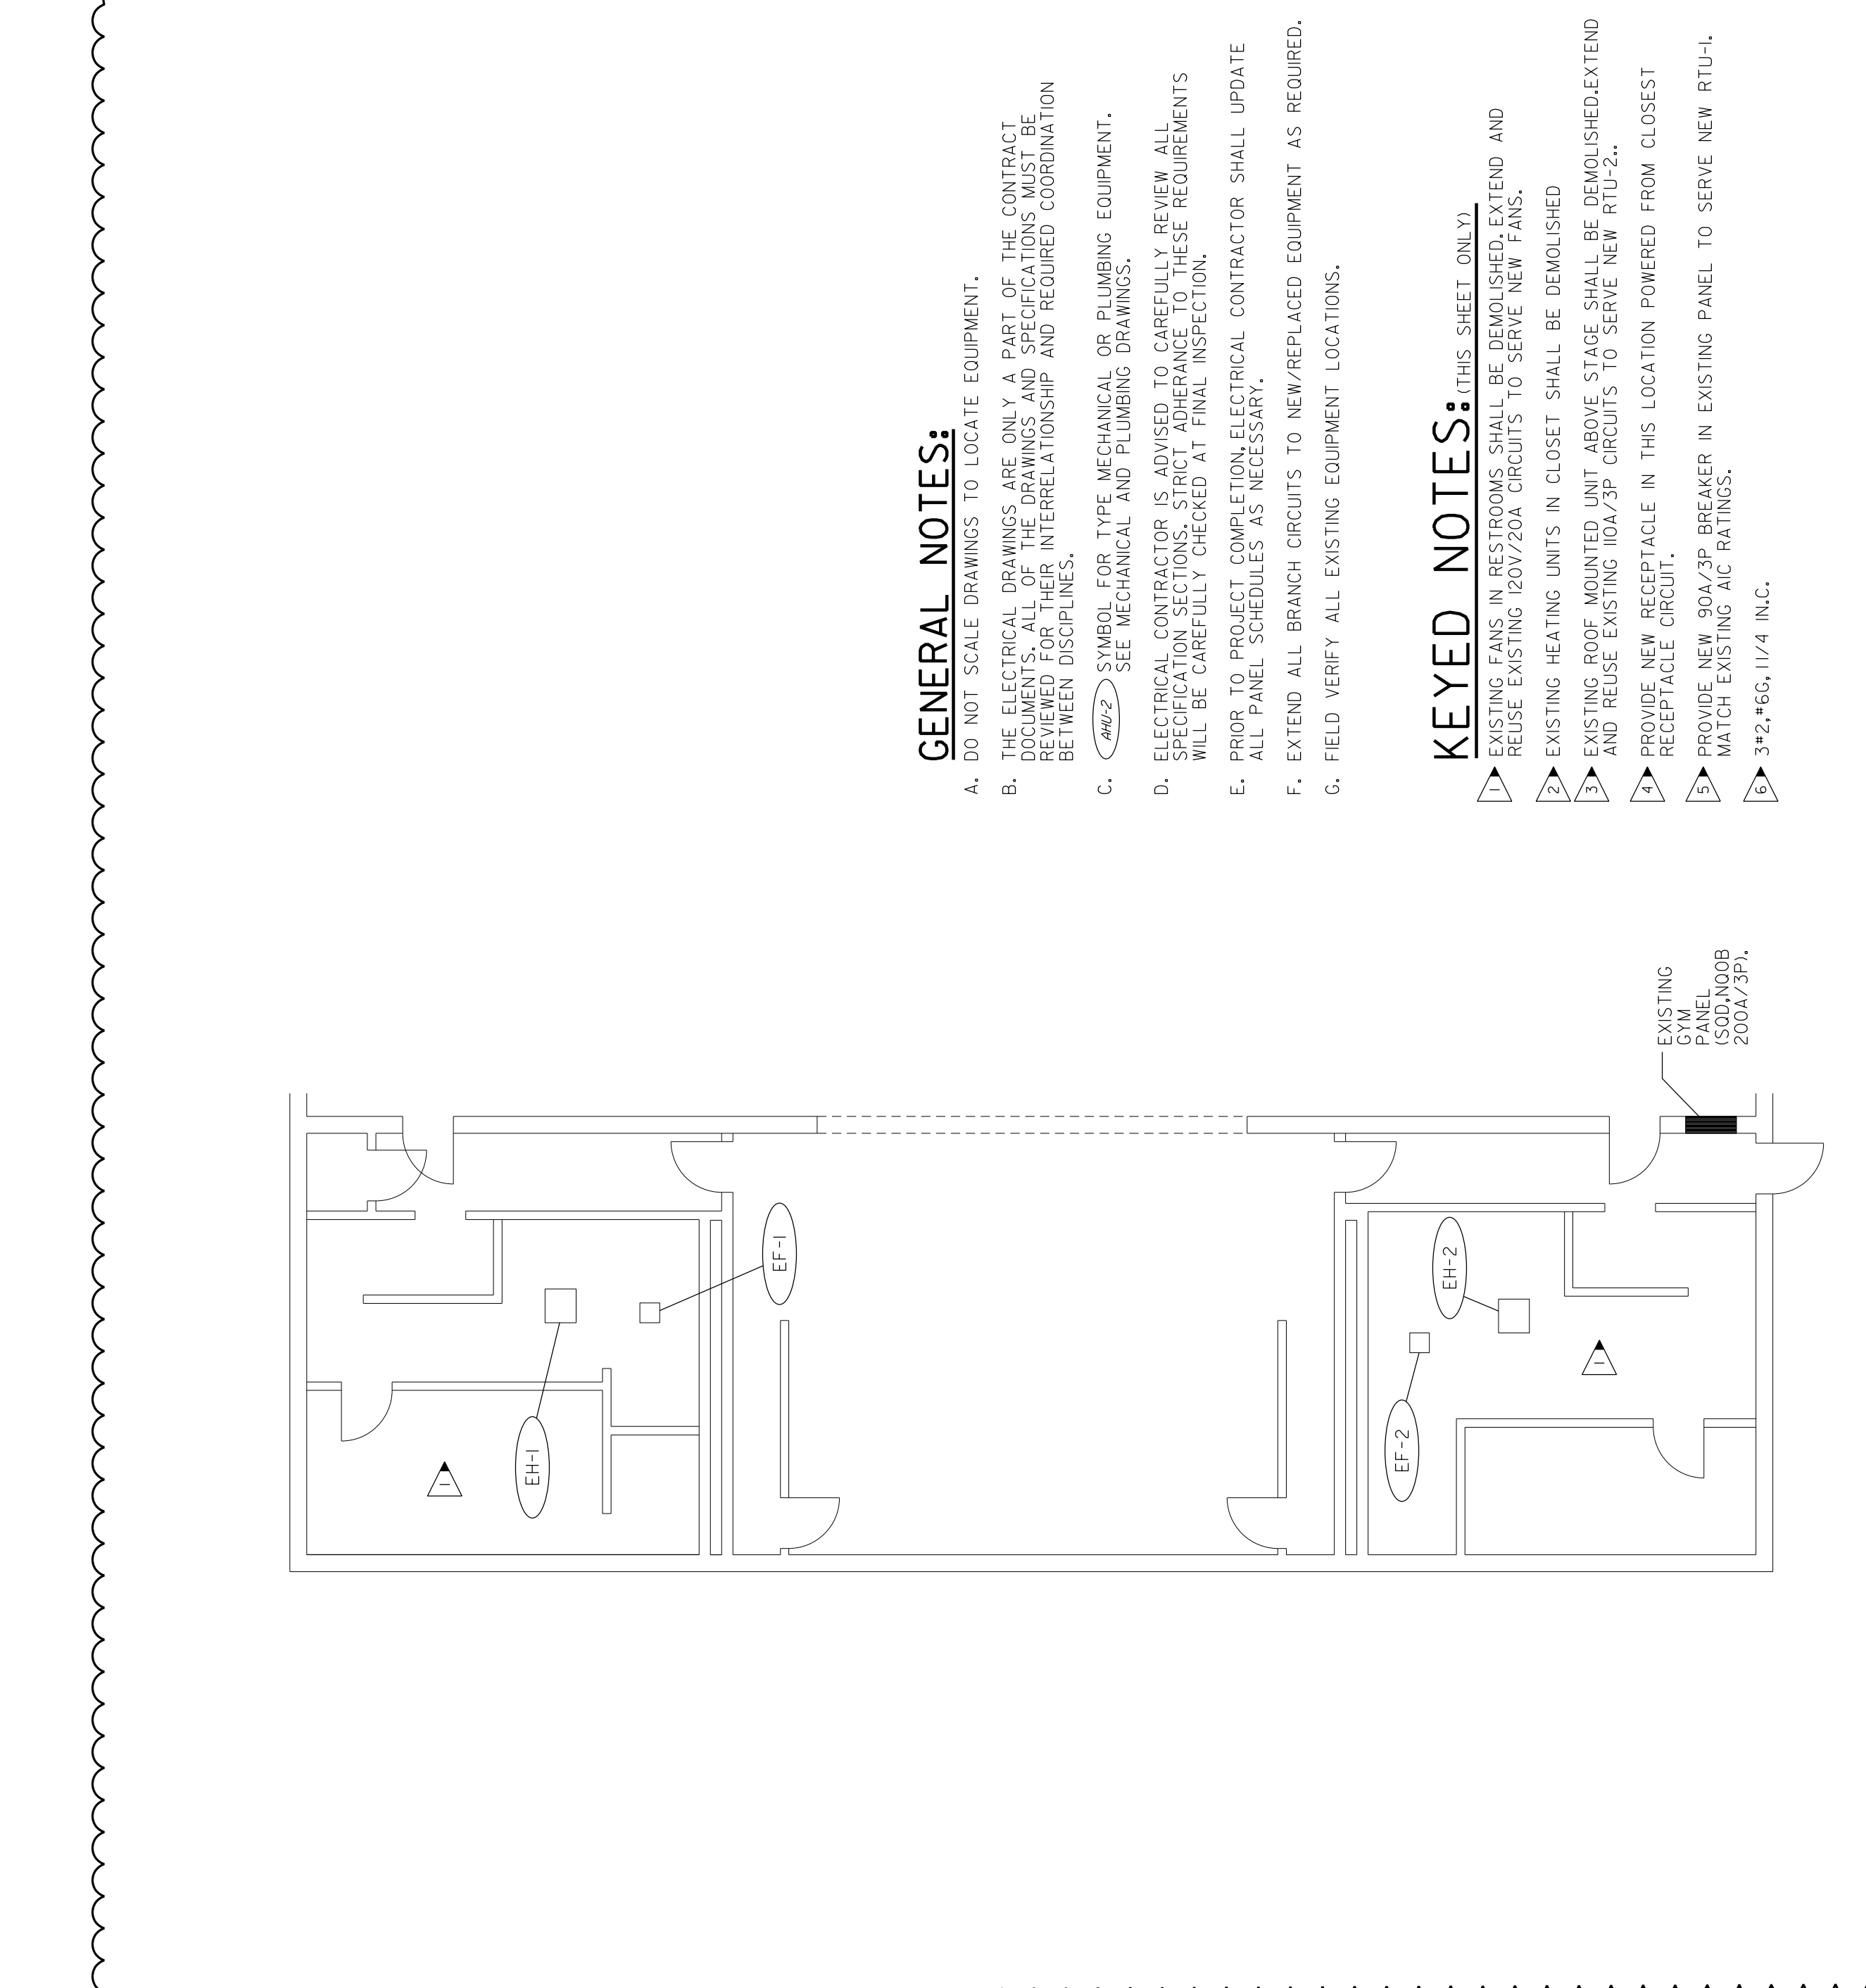 GENERAL NOTES:
A. DO NOT SCALE DRAWINGS TO LOCATE EQUIPMENT.
B. THE ELECTRICAL DRAWINGS ARE ONLY A PART OF THE CONTRACT
DOCUMENTS. ALL OF THE DRAWINGS AND SPECIFICATIONS MUST BE
REVIEWED FOR THEIR INTERRELATIONSHIP AND REQUIRED COORDINATION
BETWEEN DISCIPLINES.
C. AHU-2 SYMBOL FOR TYPE MECHANICAL OR PLUMBING EQUIPMENT.
SEE MECHANICAL AND PLUMBING DRAWINGS.
D. ELECTRICAL CONTRACTOR IS ADVISED TO CAREFULLY REVIEW ALL
SPECIFICATION SECTIONS. STRICT ADHERANCE TO THESE REQUIREMENTS
WILL BE CAREFULLY CHECKED AT FINAL INSPECTION.
E. PRIOR TO PROJECT COMPLETION, ELECTRICAL CONTRACTOR SHALL UPDATE
ALL PANEL SCHEDULES AS NECESSARY.
F. EXTEND ALL BRANCH CIRCUITS TO NEW/REPLACED EQUIPMENT AS REQUIRED.
G. FIELD VERIFY ALL EXISTING EQUIPMENT LOCATIONS.
KEYED NOTES: (THIS SHEET ONLY)
1 EXISTING FANS IN RESTROOMS SHALL BE DEMOLISHED. EXTEND AND
REUSE EXISTING 120V/20A CIRCUITS TO SERVE NEW FANS.
2 EXISTING HEATING UNITS IN CLOSET SHALL BE DEMOLISHED
3 EXISTING ROOF MOUNTED UNIT ABOVE STAGE SHALL BE DEMOLISHED.EXTEND
AND REUSE EXISTING 110A/3P CIRCUITS TO SERVE NEW RTU-2..
4 PROVIDE NEW RECEPTACLE IN THIS LOCATION POWERED FROM CLOSEST
RECEPTACLE CIRCUIT.
5 PROVIDE NEW 90A/3P BREAKER IN EXISTING PANEL TO SERVE NEW RTU-1.
MATCH EXISTING AIC RATINGS.
6 3#2,#6G,11/4 IN.C.
EXISTING
GYM
PANEL
(SQD,NQOB
200A/3P).
EF-1
EH-1
1
EH-2
EF-2
1